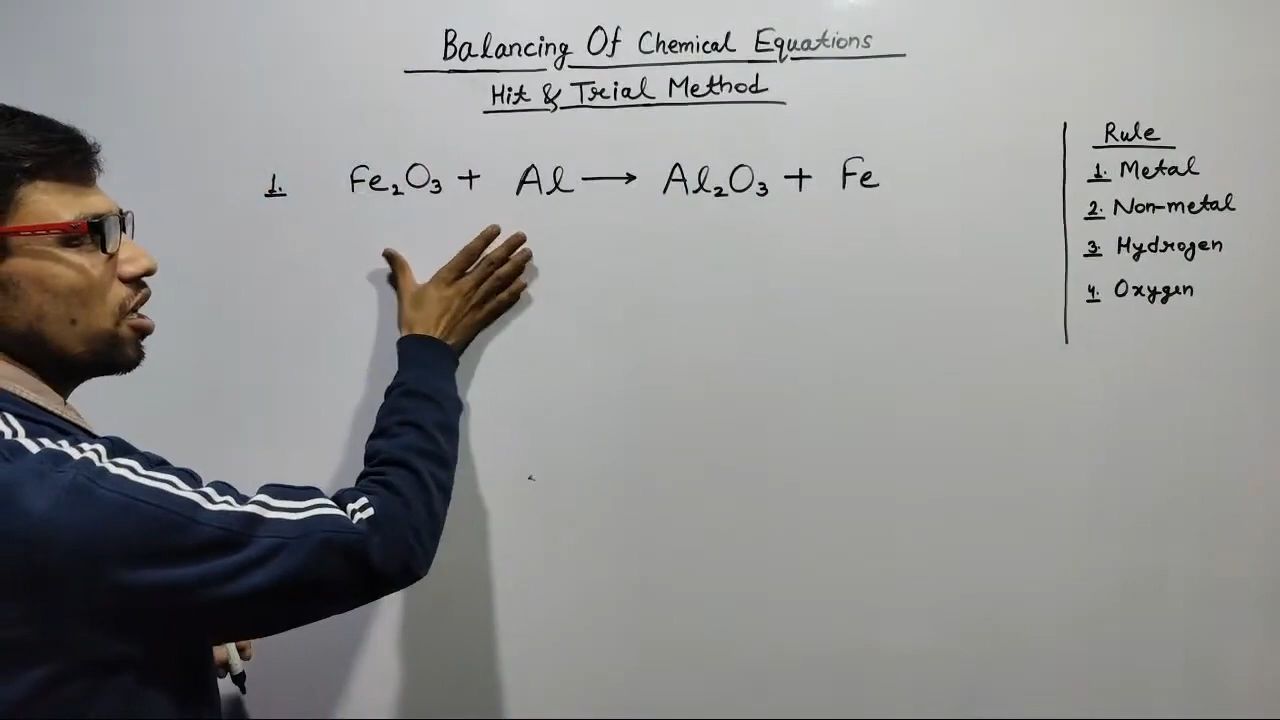 Balancing Of Chemical Equations
Hit & Trial Method
1. Fe₂O₃ + Al → Al₂O₃ + Fe
Rule
1. Metal
2. Non-metal
3. Hydrogen
4. Oxygen